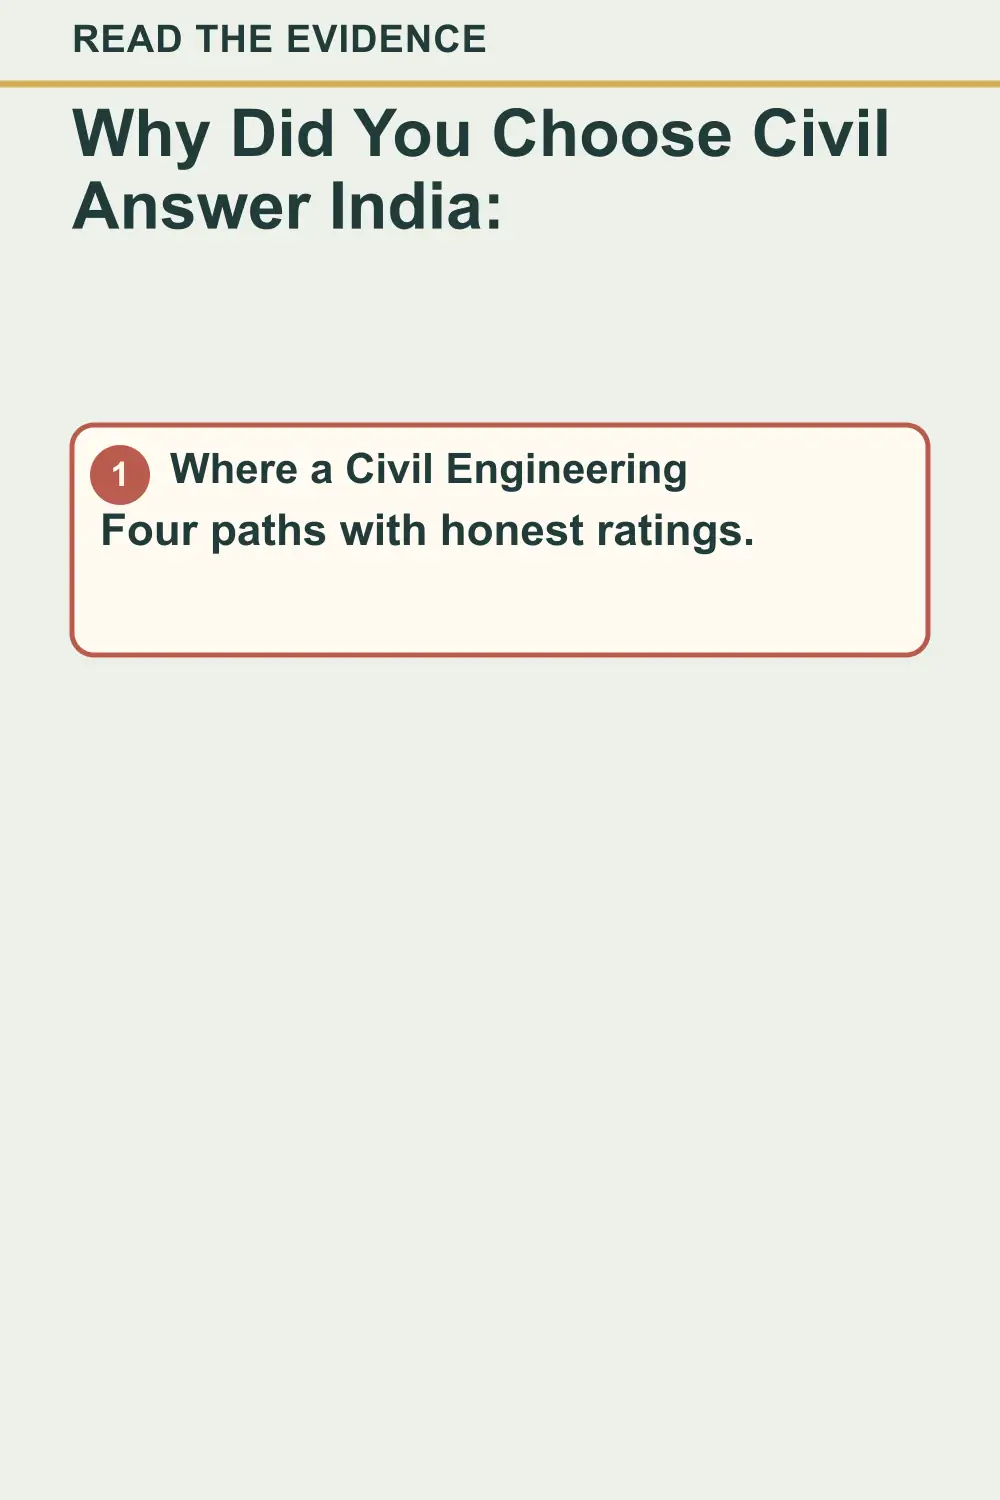 READ THE EVIDENCE
Why Did You Choose Civil
Answer India:
1 Where a Civil Engineering
Four paths with honest ratings.